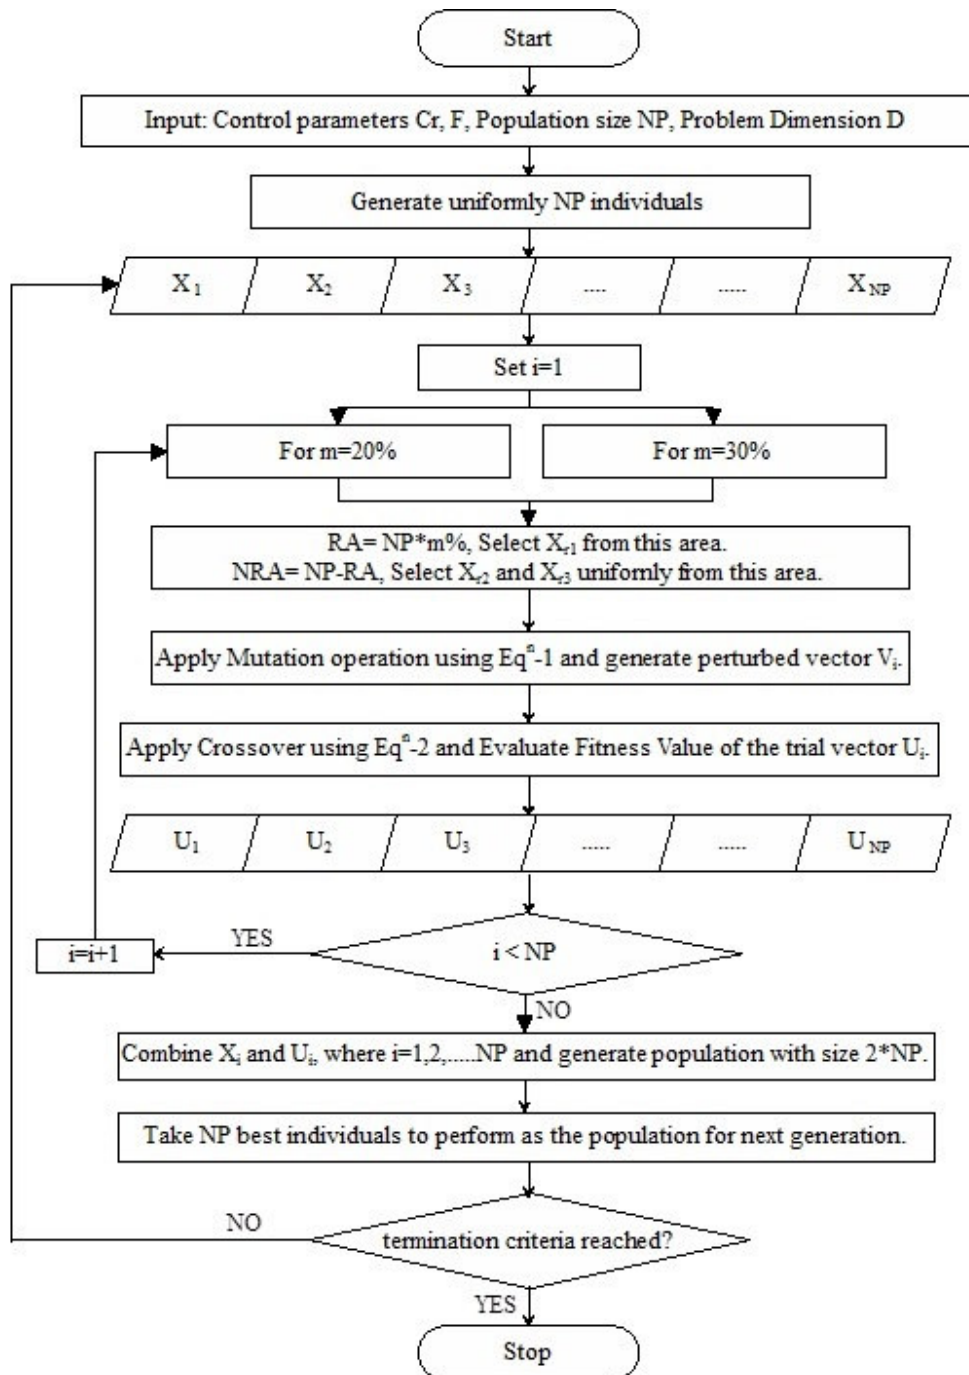 Start
Input: Control parameters Cr, F, Population size NP, Problem Dimension D
Generate uniformly NP individuals
X₁ X₂ X₃ .... ..... X_NP
Set i=1
For m=20% For m=30%
RA= NP*m%, Select X_r1 from this area.
NRA= NP-RA, Select X_r2 and X_r3 uniformly from this area.
Apply Mutation operation using Eqⁿ-1 and generate perturbed vector Vᵢ.
Apply Crossover using Eqⁿ-2 and Evaluate Fitness Value of the trial vector Uᵢ.
U₁ U₂ U₃ ..... ..... U_NP
YES
i=i+1 i < NP
NO
Combine Xᵢ and Uᵢ, where i=1,2,.....NP and generate population with size 2*NP.
Take NP best individuals to perform as the population for next generation.
NO
termination criteria reached?
YES
Stop